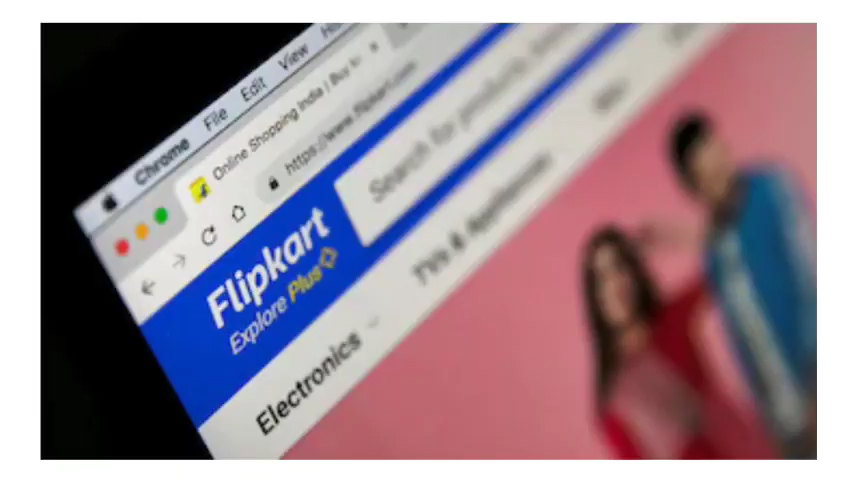 Chrome File Edit View
Online Shopping India | Buy
https://www.flipkart.com
Flipkart
Explore Plus
Search for products
Electronics
TVs & Appliances